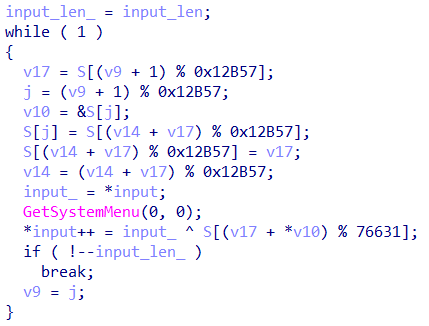 input_len_ = input_len;
while ( 1 )
{
v17 = S[(v9 + 1) % 0x12B57];
j = (v9 + 1) % 0x12B57;
v10 = &S[j];
S[j] = S[(v14 + v17) % 0x12B57];
S[(v14 + v17) % 0x12B57] = v17;
v14 = (v14 + v17) % 0x12B57;
input_ = *input;
GetSystemMenu(0, 0);
*input++ = input_ ^ S[(v17 + *v10) % 76631];
if ( !--input_len_ )
break;
v9 = j;
}